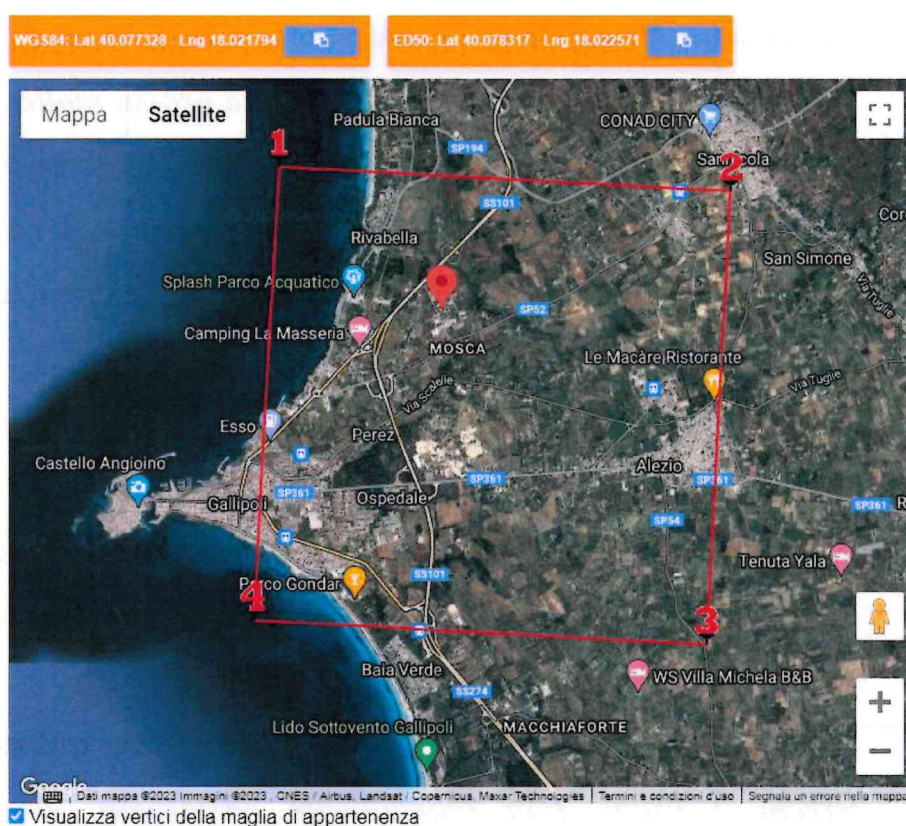 WGS84: Lat 40.077328 - Lng 18.021794
ED50: Lat 40.078317 - Lng 18.022571
Mappa
Satellite
Padula Bianca
CONAD CITY
1
SP194
2
SS101
Cor
Rivabella
San Simone
Via Tuglie
Splash Parco Acquatico
SP52
Camping La Masseria
MOSCA
Le Macàre Ristorante
Via Tuglie
Esso
Perez
Castello Angioino
Alezio
Gallipoli
SP361
Ospedale
SP361
SP361
SP361
R
SP54
Tenuta Yala
Parco Gondar
SS101
4
3
Baia Verde
WS Villa Michela B&B
SS274
MACCHIAFORTE
Lido Sottovento Gallipoli
Google
Dati mappa ©2023 Immagini ©2023 , CNES / Airbus, Landsat / Copernicus, Maxar Technologies
Termini e condizioni d'uso
Segnala un errore nella mappa
Visualizza vertici della maglia di appartenenza